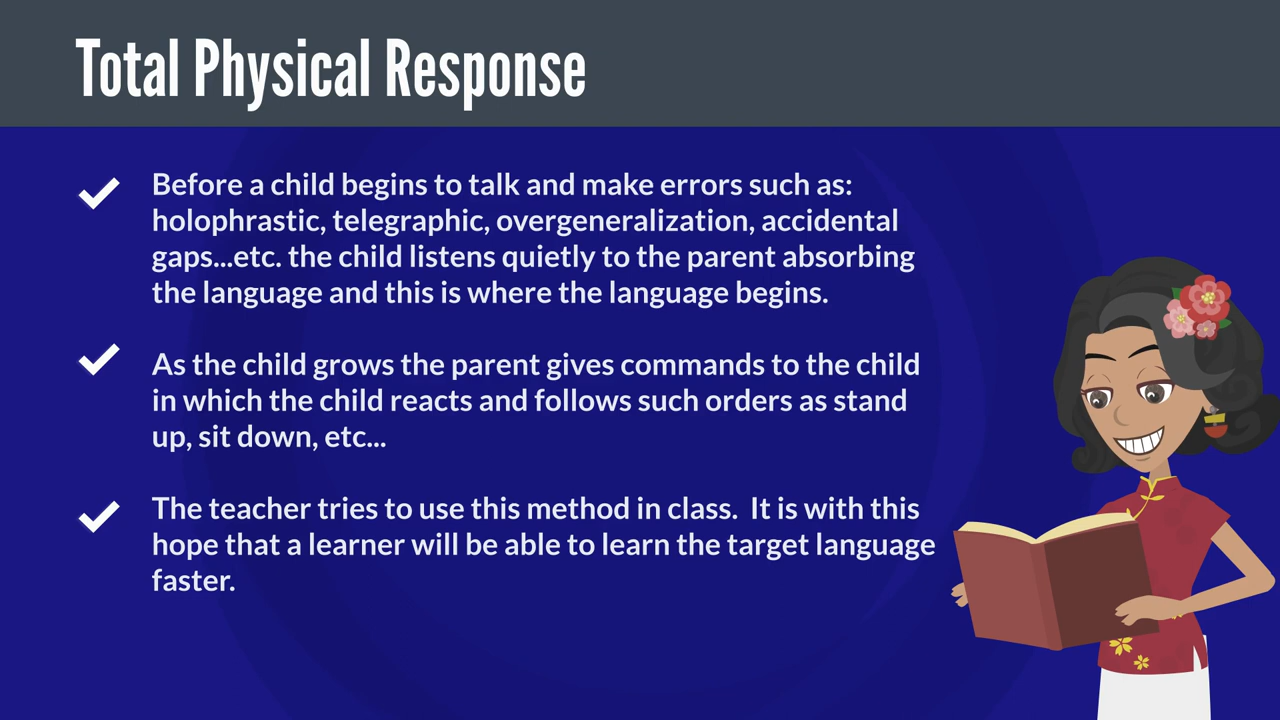 Total Physical Response
Before a child begins to talk and make errors such as:
holophrastic, telegraphic, overgeneralization, accidental
gaps...etc. the child listens quietly to the parent absorbing
the language and this is where the language begins.
As the child grows the parent gives commands to the child
in which the child reacts and follows such orders as stand
up, sit down, etc...
The teacher tries to use this method in class.  It is with this
hope that a learner will be able to learn the target language
faster.